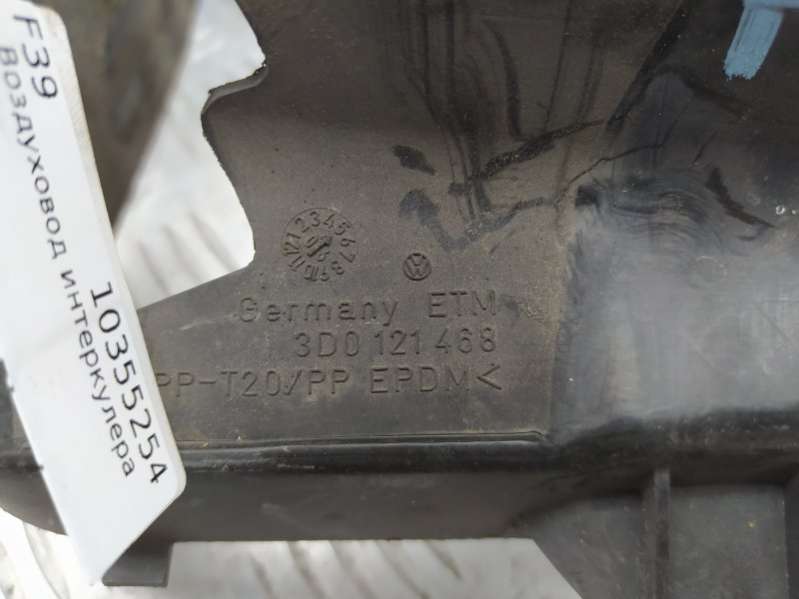 F39
Воздуховод интеркулера
10355254
Germany ETM
3D0 121 468
PP-T20/PP EPDM<